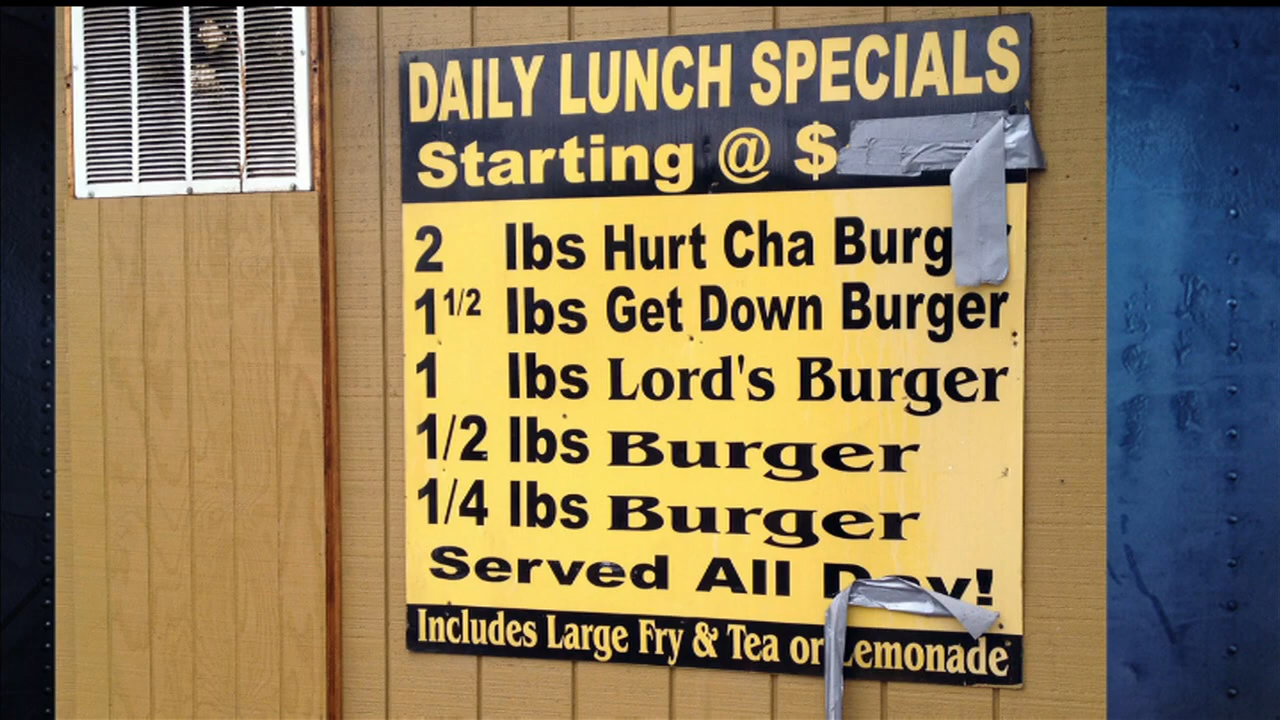 DAILY LUNCH SPECIALS
Starting @ $
2 lbs Hurt Cha Burger
1 1/2 lbs Get Down Burger
1 lbs Lord's Burger
1/2 lbs Burger
1/4 lbs Burger
Served All Day!
Includes Large Fry & Tea or Lemonade